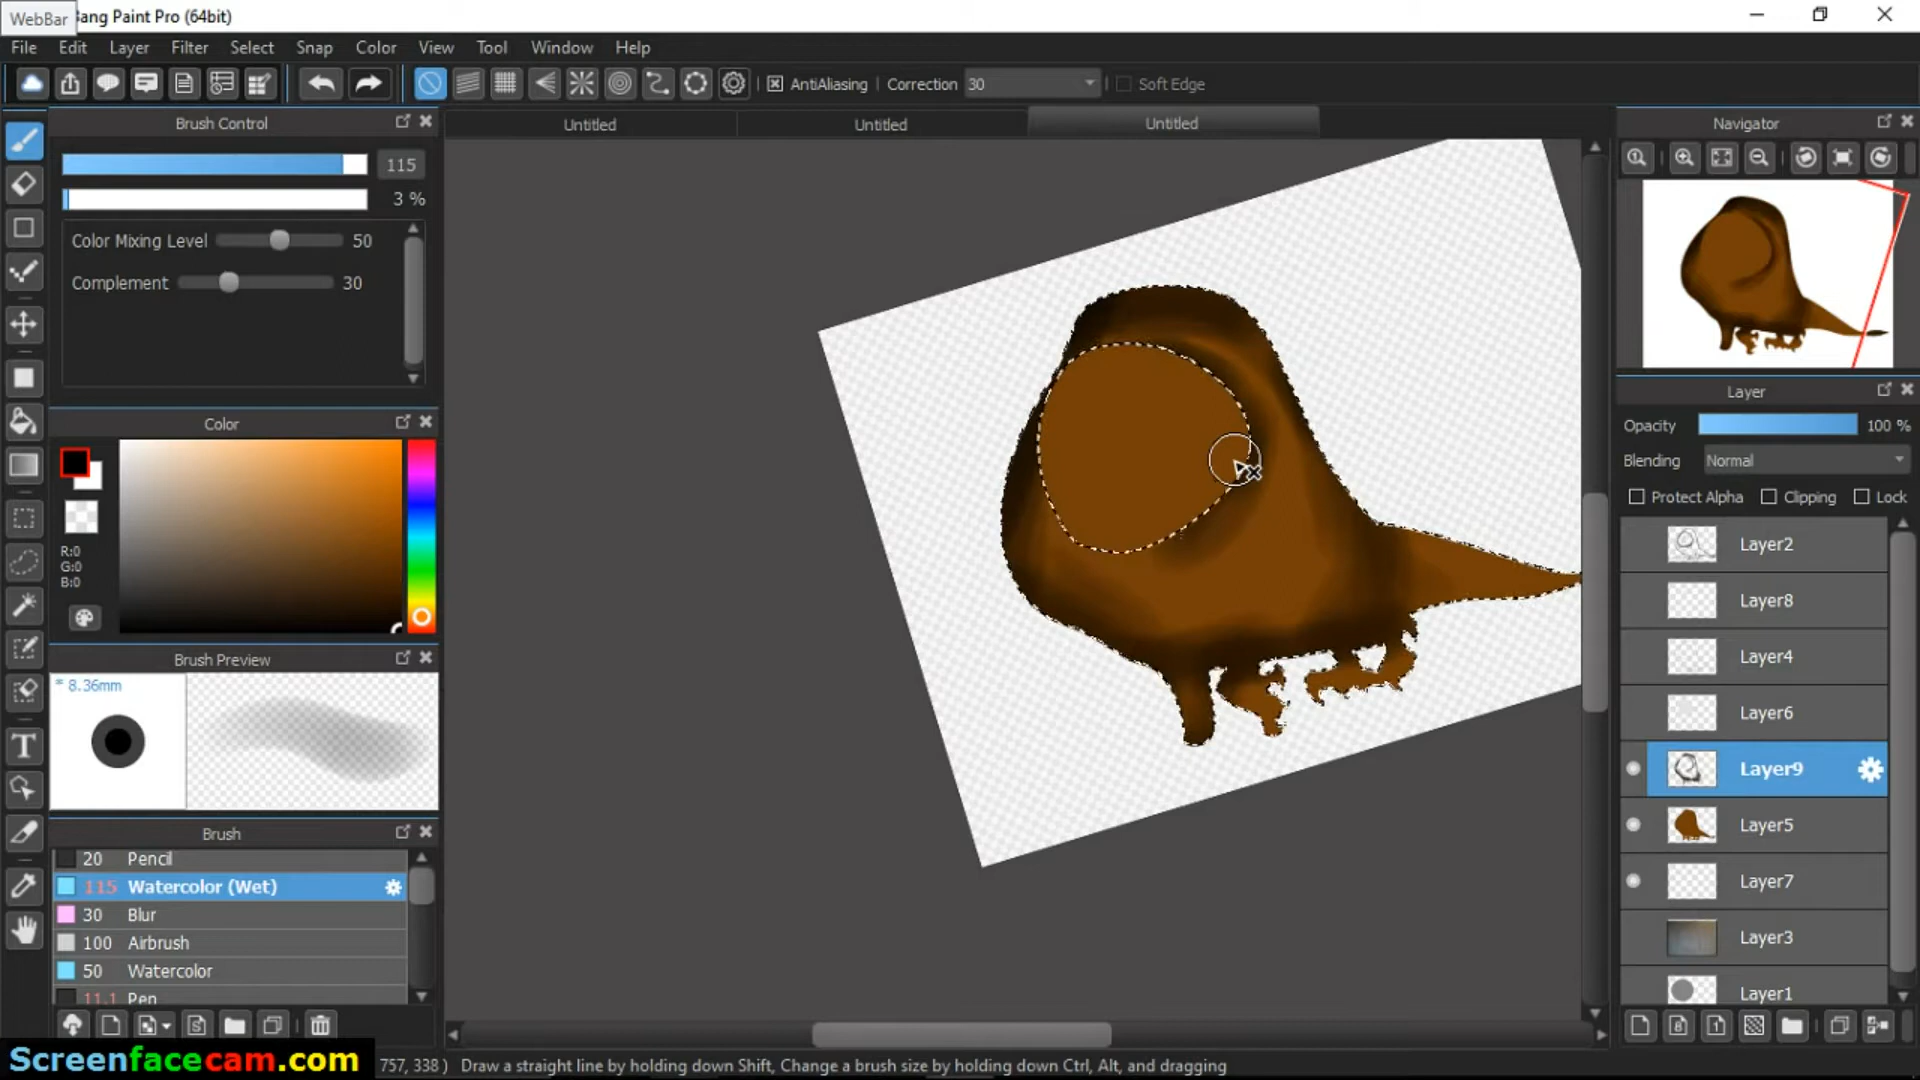 WebBar
Bang Paint Pro (64bit)
File Edit Layer Filter Select Snap Color View Tool Window Help
AntiAliasing Correction 30 Soft Edge
Brush Control
115
3 %
Color Mixing Level 50
Complement 30
Color
R:0
G:0
B:0
Brush Preview
* 8.36mm
Brush
20 Pencil
115 Watercolor (Wet)
30 Blur
100 Airbrush
50 Watercolor
11.1 Pen
Untitled Untitled Untitled
Navigator
Layer
Opacity 100 %
Blending Normal
Protect Alpha Clipping Lock
Layer2
Layer8
Layer4
Layer6
Layer9
Layer5
Layer7
Layer3
Layer1
Screenfacecam.com
757, 338 ) Draw a straight line by holding down Shift, Change a brush size by holding down Ctrl, Alt, and dragging